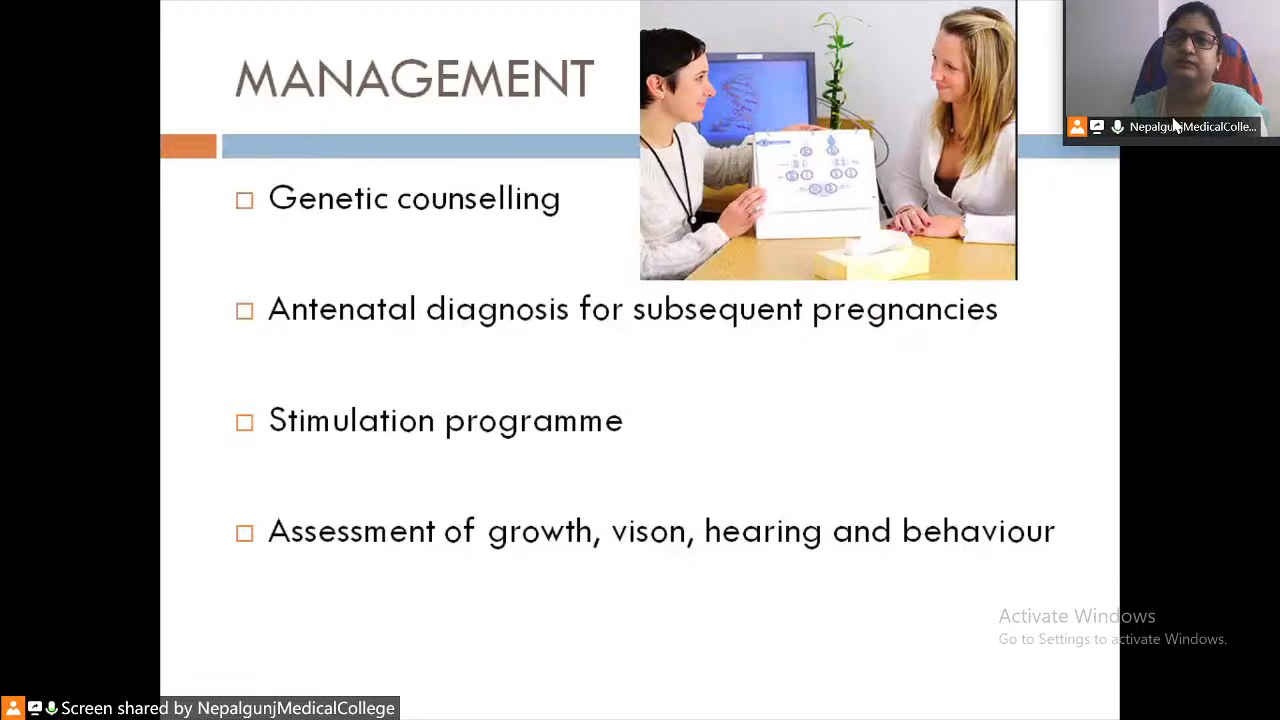 MANAGEMENT
NepalgunjMedicalColle...
Genetic counselling
Antenatal diagnosis for subsequent pregnancies
Stimulation programme
Assessment of growth, vison, hearing and behaviour
Activate Windows
Go to Settings to activate Windows.
Screen shared by NepalgunjMedicalCollege